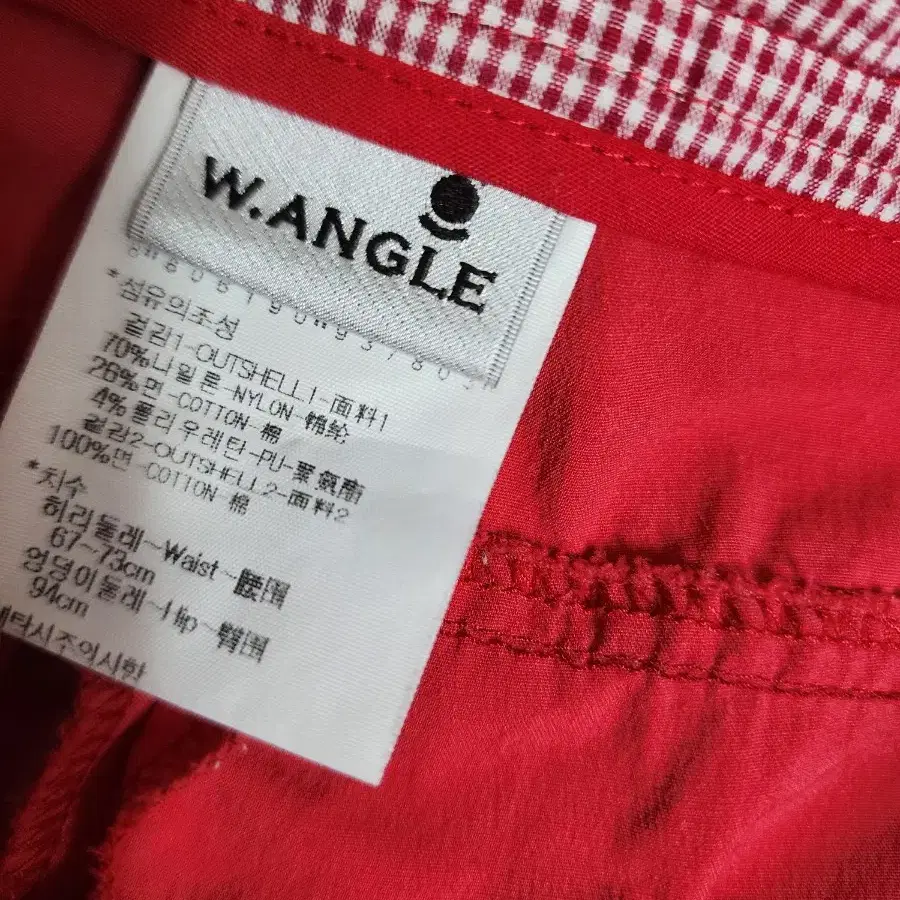 W.ANGLE
*섬유의조성
겉감1-OUTSHELL1-面料1
70%나일론-NYLON-锦纶
26%면-COTTON-棉
4%폴리우레탄-PU-聚氨酯
겉감2-OUTSHELL2-面料2
100%면-COTTON-棉
*치수
허리둘레~Waist~腰围
67~73cm
엉덩이둘레~Hip~臀围
94cm
세탁시주의사항